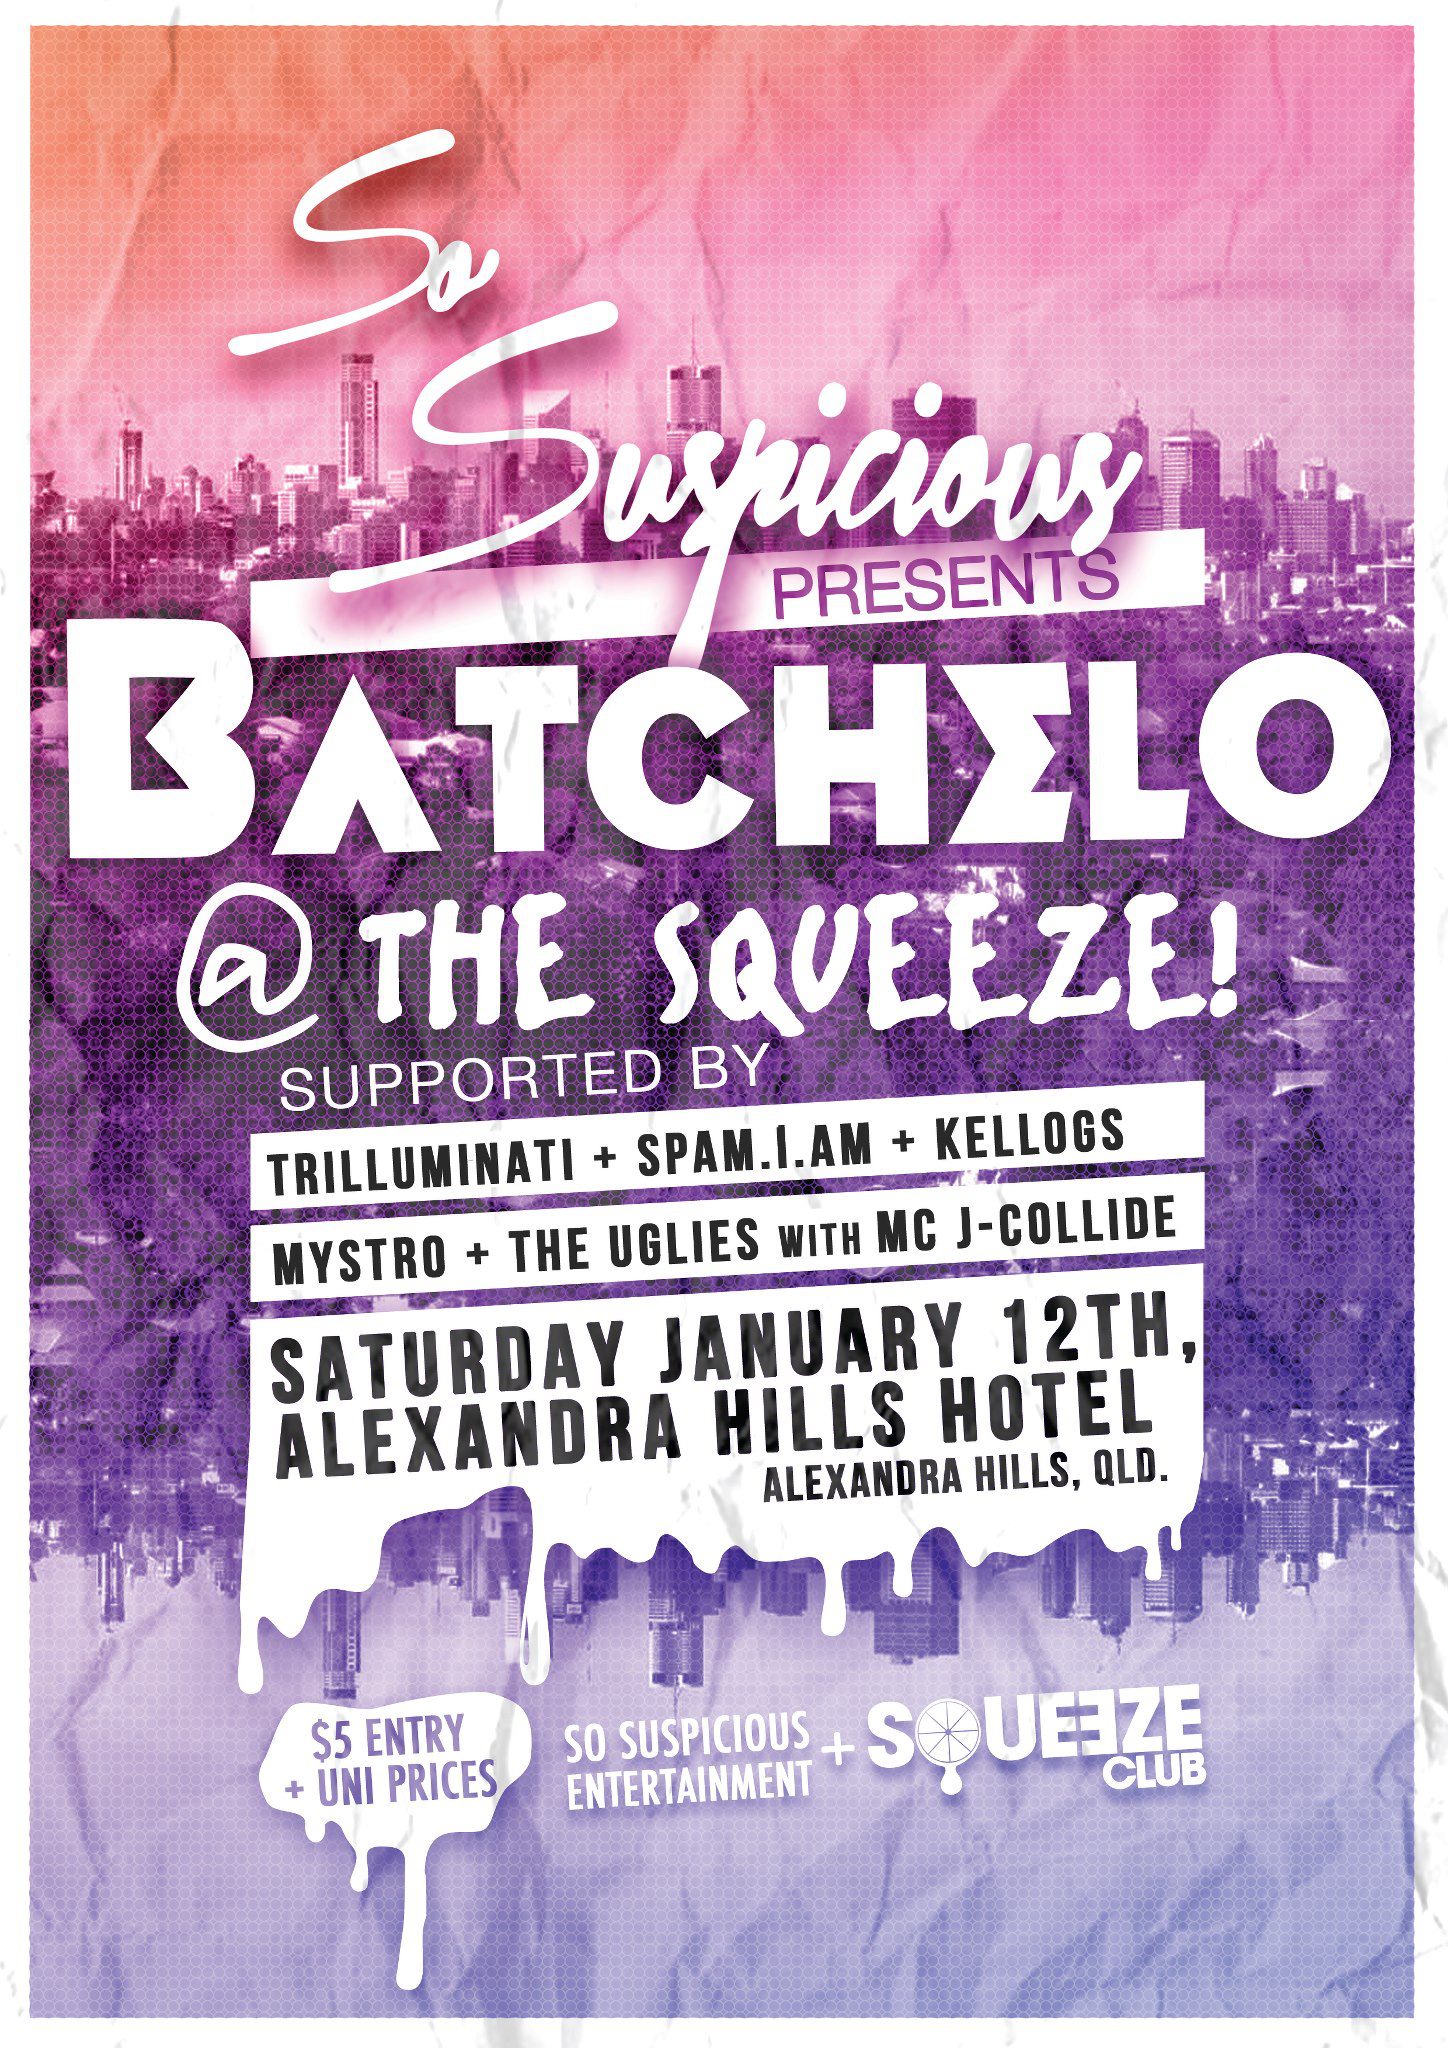 So
Suspicious
PRESENTS
BATCHELO
@ THE SQUEEZE!
SUPPORTED BY
TRILLUMINATI + SPAM.I.AM + KELLOGS
MYSTRO + THE UGLIES WITH MC J-COLLIDE
SATURDAY JANUARY 12TH,
ALEXANDRA HILLS HOTEL
ALEXANDRA HILLS, QLD.
$5 ENTRY
+ UNI PRICES
SO SUSPICIOUS
ENTERTAINMENT
+ SQUEEZE
CLUB